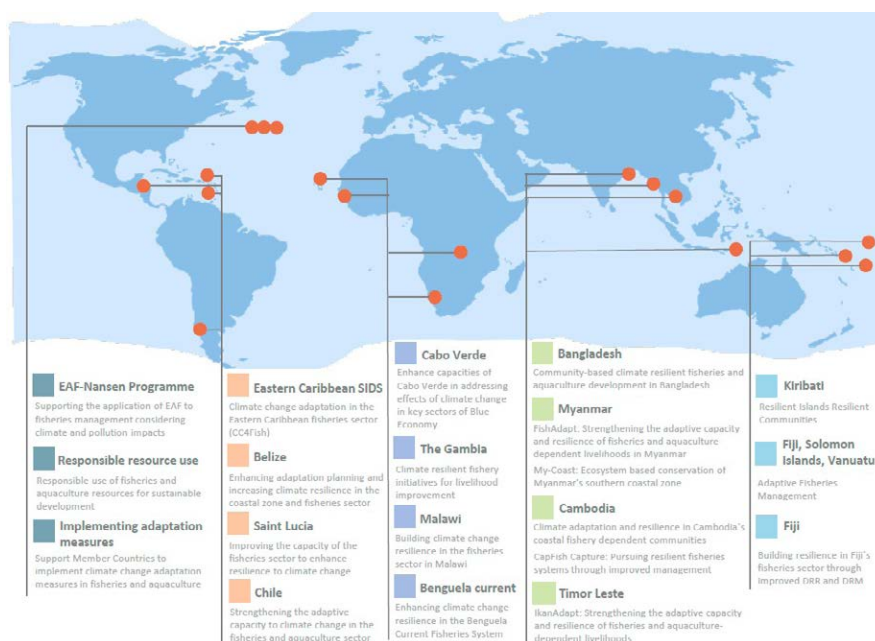 EAF-Nansen Programme
Supporting the application of EAF to
fisheries management considering
climate and pollution impacts
Responsible resource use
Responsible use of fisheries and
aquaculture resources for sustainable
development
Implementing adaptation
measures
Support Member Countries to
implement climate change adaptation
measures in fisheries and aquaculture
Eastern Caribbean SIDS
Climate change adaptation in the
Eastern Caribbean fisheries sector
(CC4Fish)
Belize
Enhancing adaptation planning and
increasing climate resilience in the
coastal zone and fisheries sector
Saint Lucia
Improving the capacity of the
fisheries sector to enhance
resilience to climate change
Chile
Strengthening the adaptive
capacity to climate change in the
fisheries and aquaculture sector
Cabo Verde
Enhance capacities of
Cabo Verde in addressing
effects of climate change
in key sectors of Blue
Economy
The Gambia
Climate resilient fishery
initiatives for livelihood
improvement
Malawi
Building climate change
resilience in the fisheries
sector in Malawi
Benguela current
Enhancing climate change
resilience in the Benguela
Current Fisheries System
Bangladesh
Community-based climate resilient fisheries and
aquaculture development in Bangladesh
Myanmar
FishAdapt: Strengthening the adaptive capacity
and resilience of fisheries and aquaculture
dependent livelihoods in Myanmar
My-Coast: Ecosystem based conservation of
Myanmar's southern coastal zone
Cambodia
Climate adaptation and resilience in Cambodia's
coastal fishery dependent communities
CapFish Capture: Pursuing resilient fisheries
systems through improved management
Timor Leste
IkanAdapt: Strengthening the adaptive capacity
and resilience of fisheries and aquaculture-
dependent livelihoods
Kiribati
Resilient Islands Resilient
Communities
Fiji, Solomon
Islands, Vanuatu
Adaptive Fisheries
Management
Fiji
Building resilience in Fiji's
fisheries sector through
improved DRR and DRM